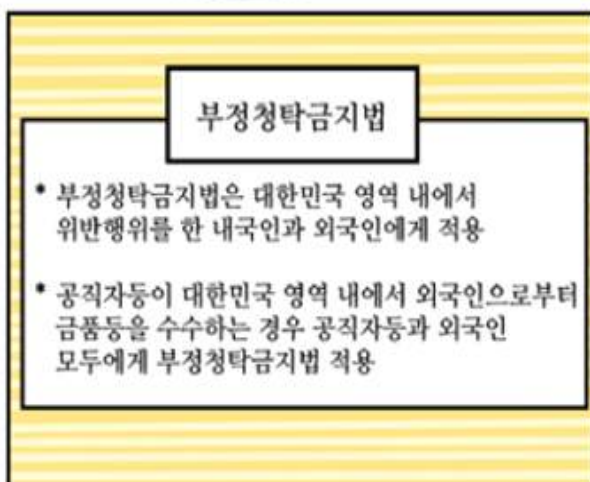 부정청탁금지법
* 부정청탁금지법은 대한민국 영역 내에서
위반행위를 한 내국인과 외국인에게 적용
* 공직자등이 대한민국 영역 내에서 외국인으로부터
금품등을 수수하는 경우 공직자등과 외국인
모두에게 부정청탁금지법 적용